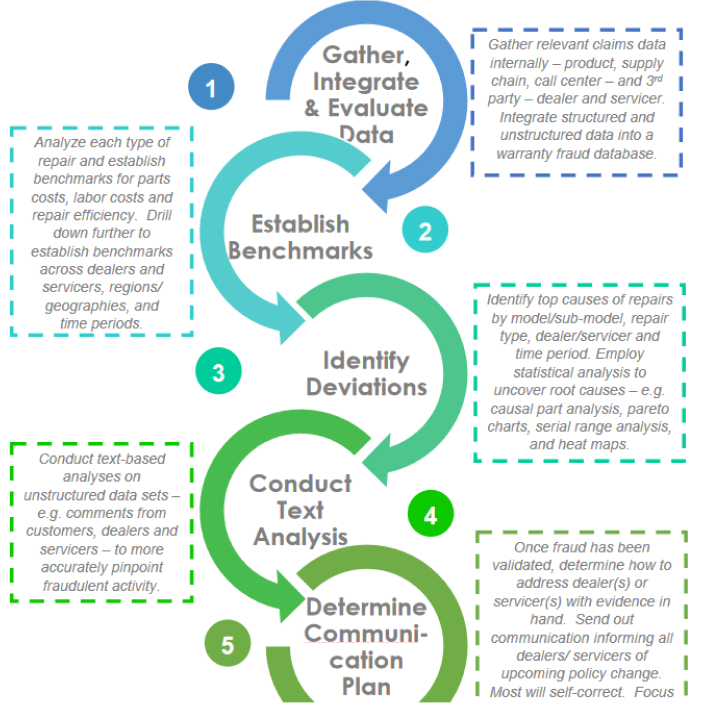 1
Gather,
Integrate
& Evaluate
Data
Gather relevant claims data
internally – product, supply
chain, call center – and 3rd
party – dealer and servicer.
Integrate structured and
unstructured data into a
warranty fraud database.
Analyze each type of
repair and establish
benchmarks for parts
costs, labor costs and
repair efficiency. Drill
down further to
establish benchmarks
across dealers and
servicers, regions/
geographies, and
time periods.
Establish
Benchmarks
2
3
Identify
Deviations
Identify top causes of repairs
by model/sub-model, repair
type, dealer/servicer and
time period. Employ
statistical analysis to
uncover root causes – e.g.
causal part analysis, pareto
charts, serial range analysis,
and heat maps.
Conduct text-based
analyses on
unstructured data sets –
e.g. comments from
customers, dealers and
servicers – to more
accurately pinpoint
fraudulent activity.
Conduct
Text
Analysis
4
5
Determine
Communi-
cation
Plan
Once fraud has been
validated, determine how to
address dealer(s) or
servicer(s) with evidence in
hand. Send out
communication informing all
dealers/ servicers of
upcoming policy change.
Most will self-correct. Focus